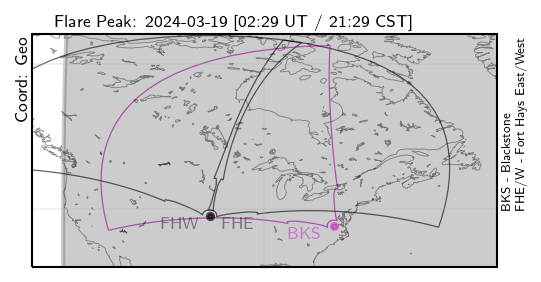 Flare Peak: 2024-03-19 [02:29 UT / 21:29 CST]
Coord: Geo
FHW
FHE
BKS
BKS - Blackstone
FHE/W - Fort Hays East/West